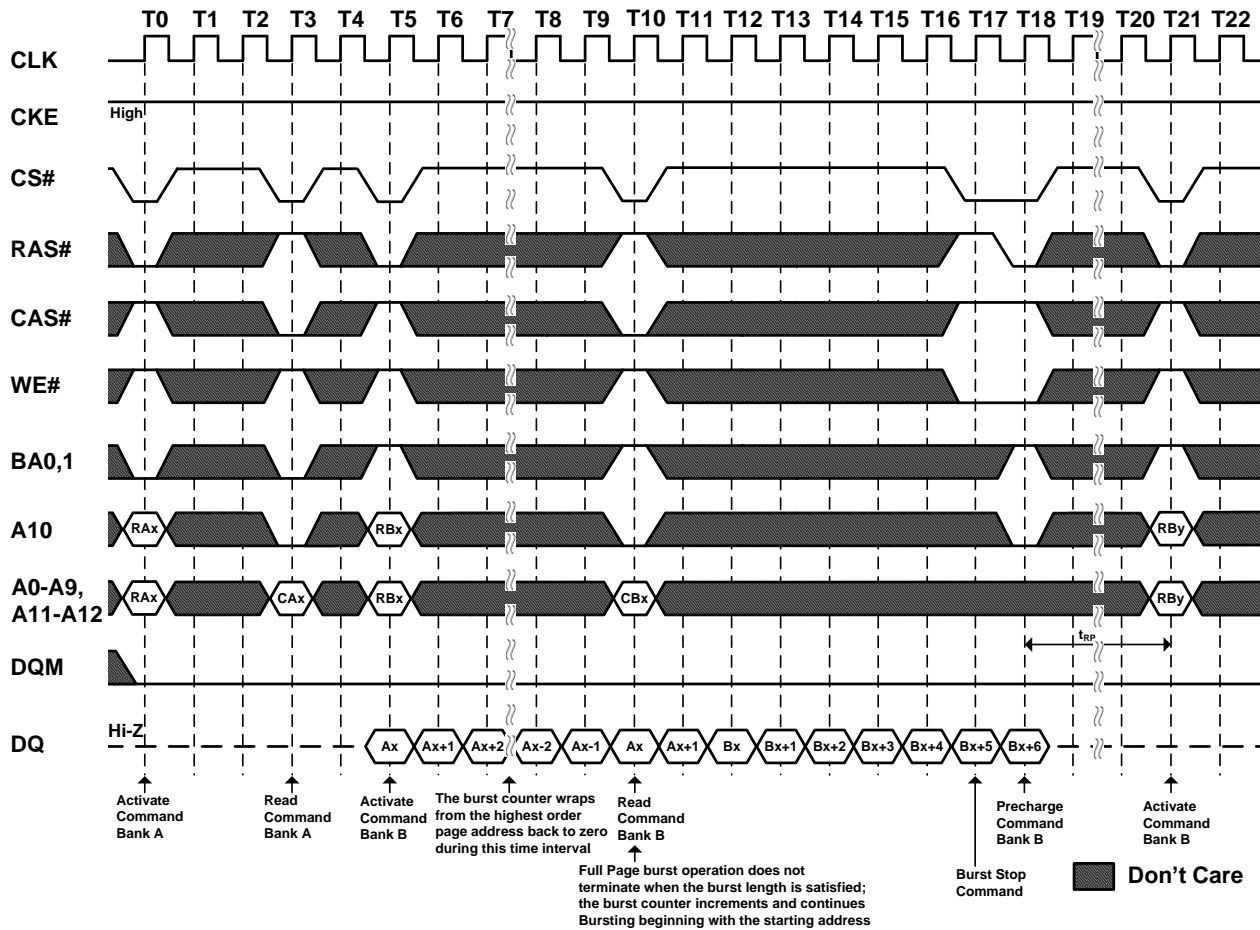 T0 T1 T2 T3 T4 T5 T6 T7 T8 T9 T10 T11 T12 T13 T14 T15 T16 T17 T18 T19 T20 T21 T22
CLK
CKE
High
CS#
RAS#
CAS#
WE#
BA0,1
A10
RAx RBx RBy
A0-A9,
A11-A12
RAx CAx RBx CBx RBy
tRP
DQM
DQ
Hi-Z
Ax Ax+1 Ax+2 Ax-2 Ax-1 Ax Ax+1 Bx Bx+1 Bx+2 Bx+3 Bx+4 Bx+5 Bx+6
Activate
Command
Bank A
Read
Command
Bank A
Activate
Command
Bank B
The burst counter wraps
from the highest order
page address back to zero
during this time interval
Read
Command
Bank B
Full Page burst operation does not
terminate when the burst length is satisfied;
the burst counter increments and continues
Bursting beginning with the starting address
Burst Stop
Command
Precharge
Command
Bank B
Activate
Command
Bank B
Don't Care